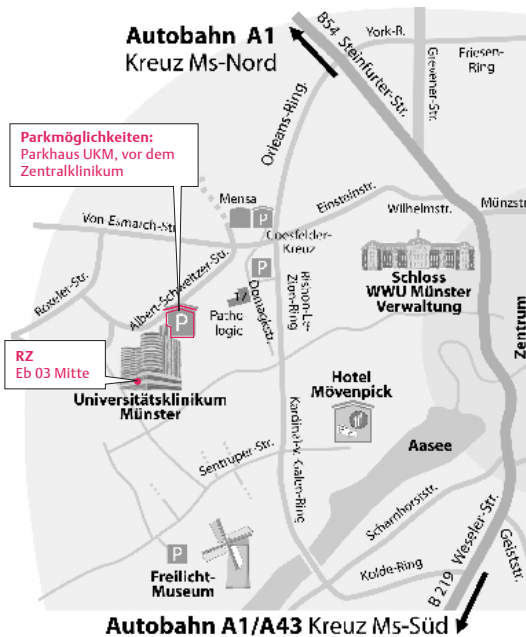 Autobahn A1
Kreuz Ms-Nord
B54 Steinfurter-Str.
York-R.
Grevener-Str.
Friesen-
Ring
Orleans-Ring.
Parkmöglichkeiten:
Parkhaus UKM, vor dem
Zentralklinikum
Mensa
P
Einsteinstr.
Wilhelmstr.
Münzstr
Von Esmarch-Str.
Coesfelder-
Kreuz
P
Albert-Schweitzer-Str.
Roxeler-Str.
Domagkstr.
Rishon-Le-
Zion-Ring
17
Patho
logie
P
Schloss
WWU Münster
Verwaltung
Zentrum
RZ
Eb 03 Mitte
Universitätsklinikum
Münster
Hotel
Mövenpick
Kardinal-v.-Galen-Ring
Aasee
Sentruper-Str.
Scharnhorststr.
P
Freilicht-
Museum
Kolde-Ring
B 219 Weseler-Str.
Geiststr.
Autobahn A1/A43 Kreuz Ms-Süd